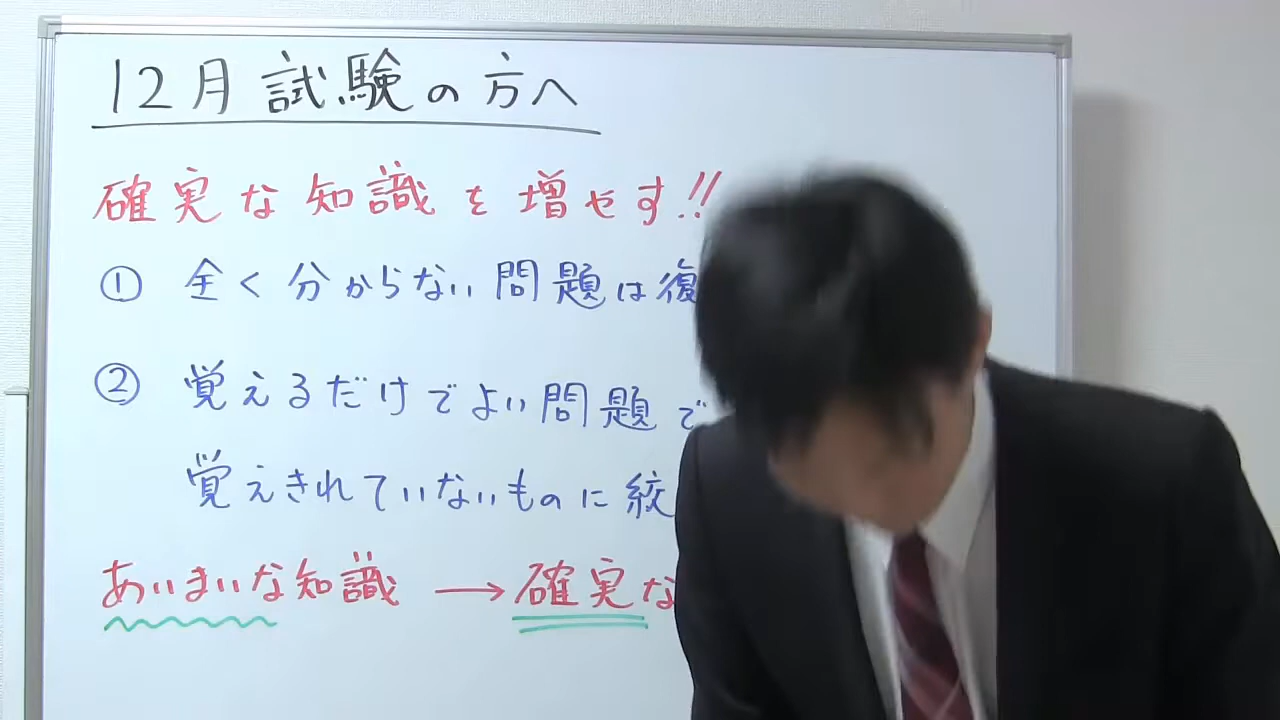 12月試験の方へ
確実な知識を増やす!!
① 全く分からない問題は復
② 覚えるだけでよい問題で
覚えきれていないものに絞
あいまいな知識 → 確実な